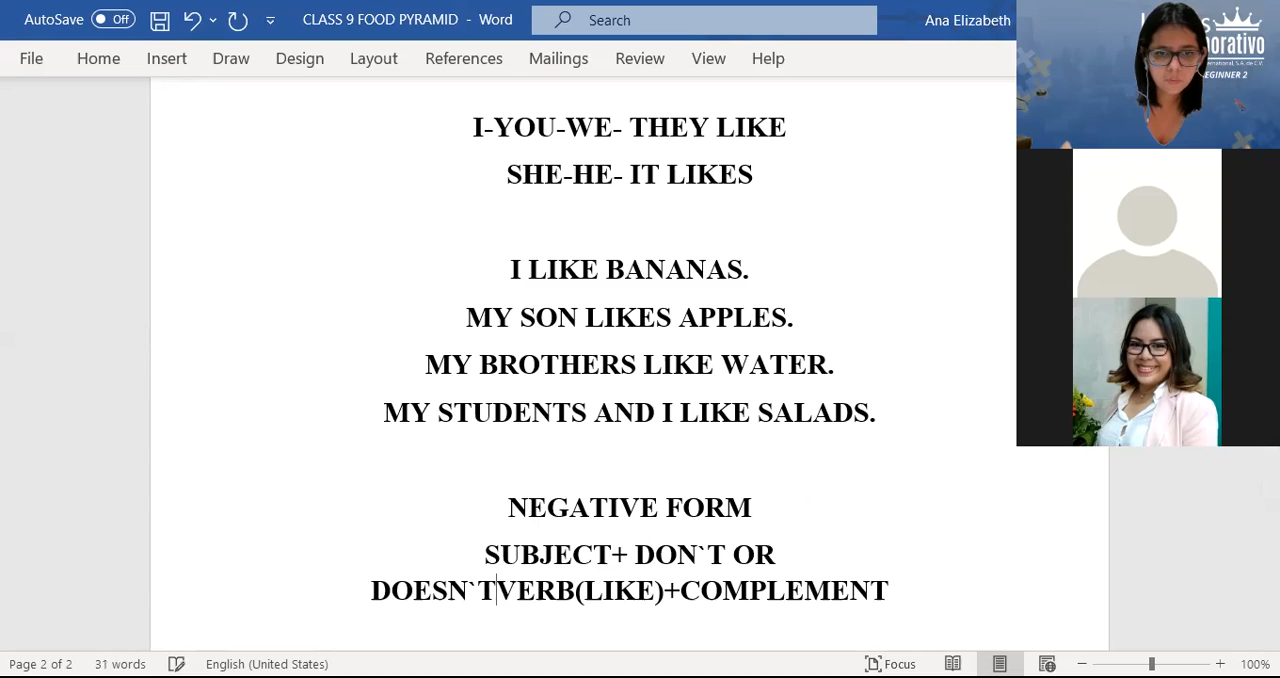 AutoSave Off CLASS 9 FOOD PYRAMID - Word Search Ana Elizabeth
File Home Insert Draw Design Layout References Mailings Review View Help
I-YOU-WE- THEY LIKE
SHE-HE- IT LIKES
I LIKE BANANAS.
MY SON LIKES APPLES.
MY BROTHERS LIKE WATER.
MY STUDENTS AND I LIKE SALADS.
NEGATIVE FORM
SUBJECT+ DON`T OR
DOESN`TVERB(LIKE)+COMPLEMENT
Page 2 of 2 31 words English (United States) Focus 100%